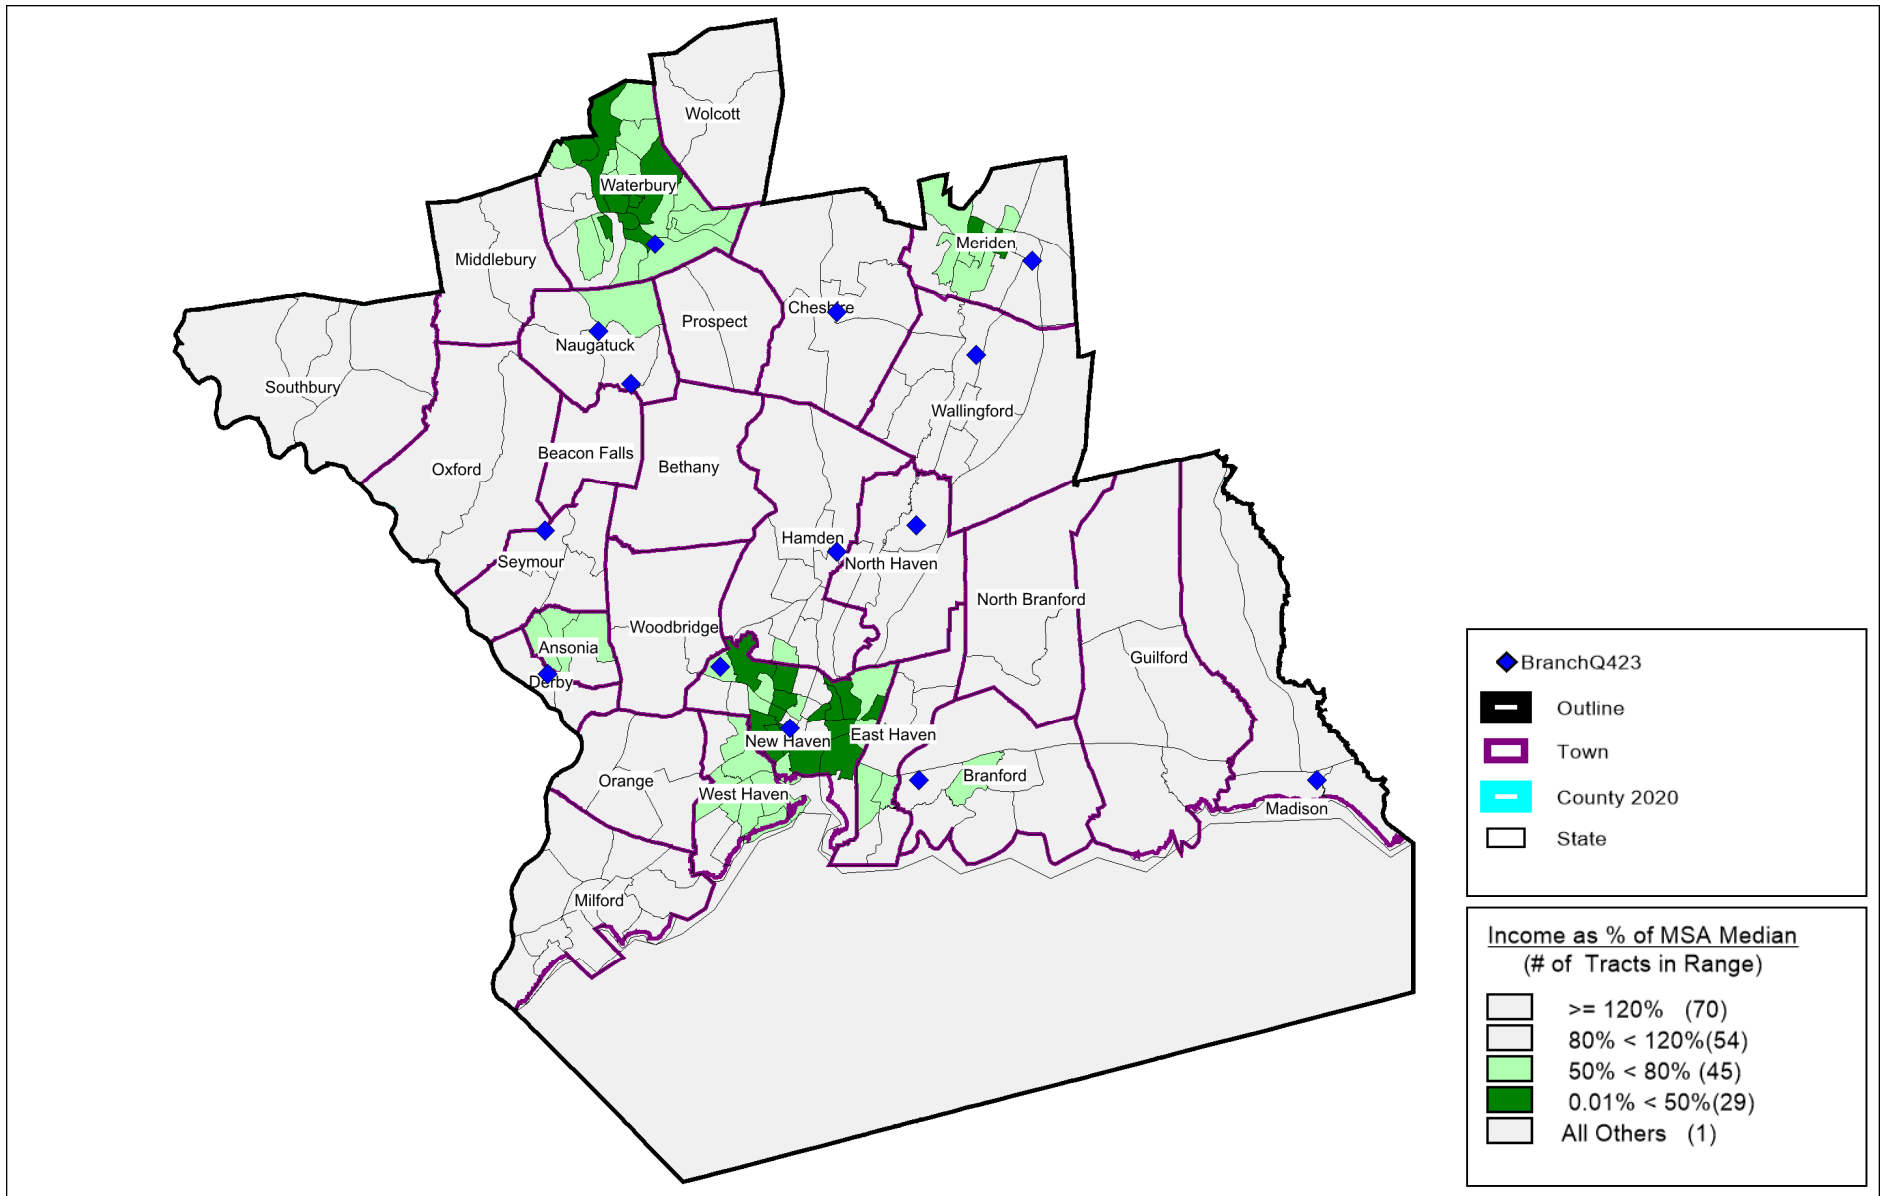 Wolcott
Waterbury
Meriden
Middlebury
Cheshire
Prospect
Naugatuck
Southbury
Wallingford
Beacon Falls
Oxford
Bethany
Hamden
Seymour
North Haven
North Branford
Woodbridge
Ansonia
Guilford
Derby
New Haven
East Haven
Orange
Branford
West Haven
Madison
Milford
BranchQ423
Outline
Town
County 2020
State
Income as % of MSA Median
(# of Tracts in Range)
>= 120% (70)
80% < 120%(54)
50% < 80% (45)
0.01% < 50%(29)
All Others (1)